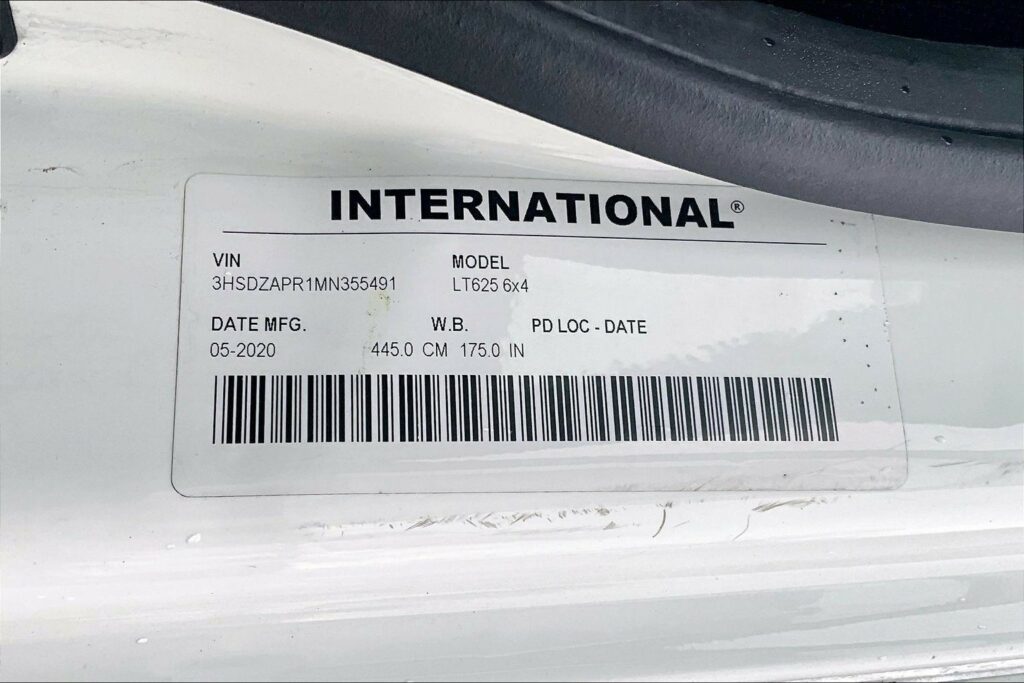 INTERNATIONAL®
VIN MODEL
3HSDZAPR1MN355491 LT625 6x4
DATE MFG. W.B. PD LOC - DATE
05-2020 445.0 CM 175.0 IN